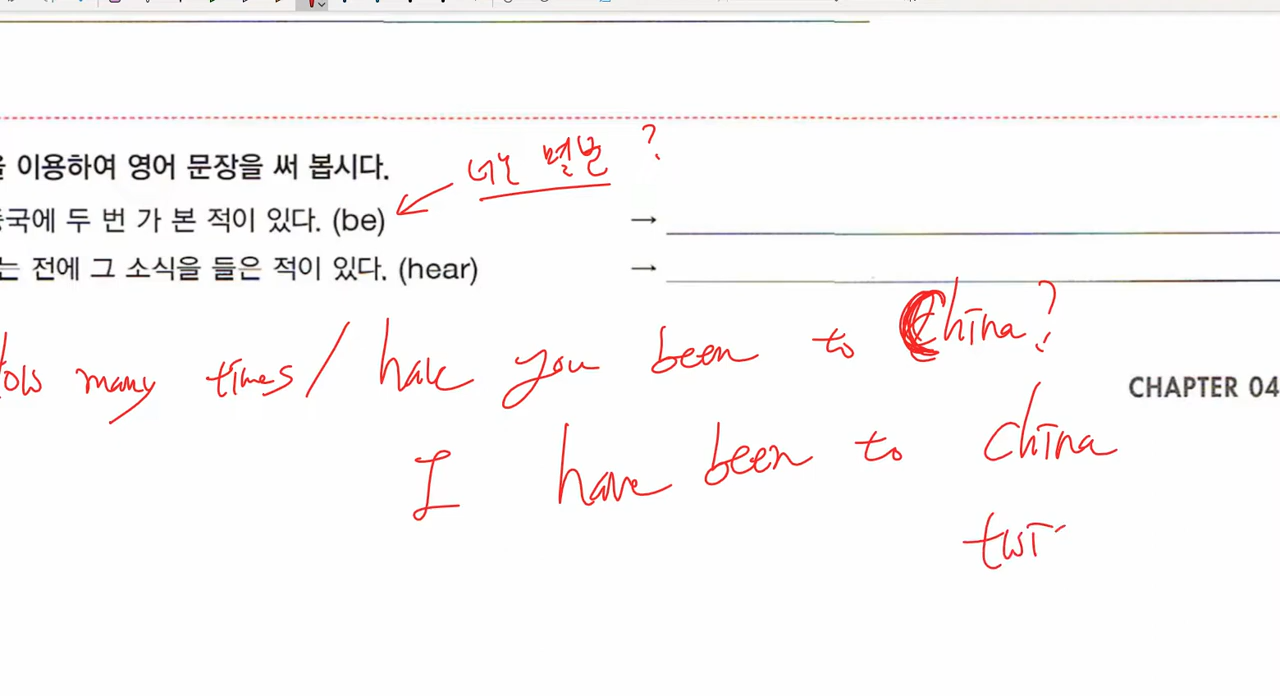 너는 몇번 ?
을 이용하여 영어 문장을 써 봅시다.
중국에 두 번 가 본 적이 있다. (be) →
는 전에 그 소식을 들은 적이 있다. (hear) →
How many times / have you been to China?
CHAPTER 04
I have been to China
twi